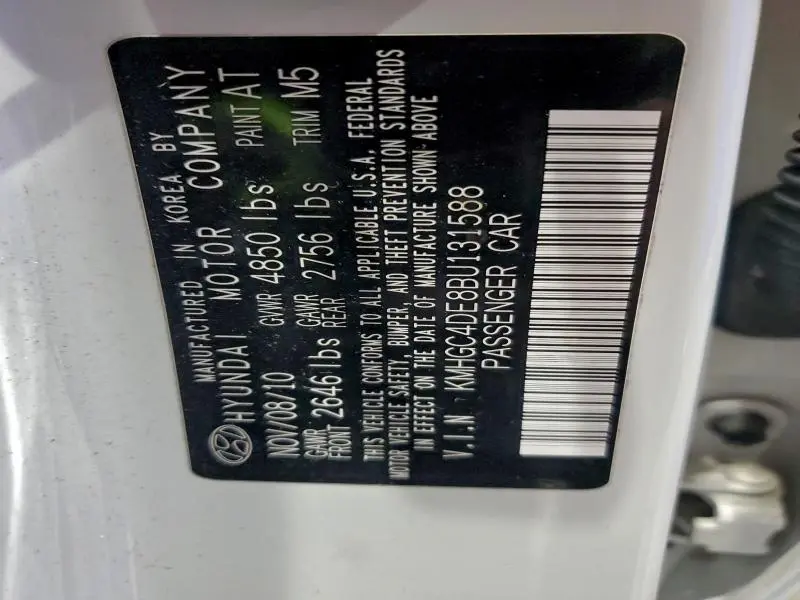 MANUFACTURED IN KOREA BY
HYUNDAI MOTOR COMPANY
NOV/08/10 GVWR 4850 lbs PAINT AT
GAWR FRONT 2646 lbs GAWR REAR 2756 lbs TRIM M5
THIS VEHICLE CONFORMS TO ALL APPLICABLE U.S.A. FEDERAL
MOTOR VEHICLE SAFETY, BUMPER, AND THEFT PREVENTION STANDARDS
IN EFFECT ON THE DATE OF MANUFACTURE SHOWN ABOVE
V.I.N KMHGC4DE8BU131588
PASSENGER CAR